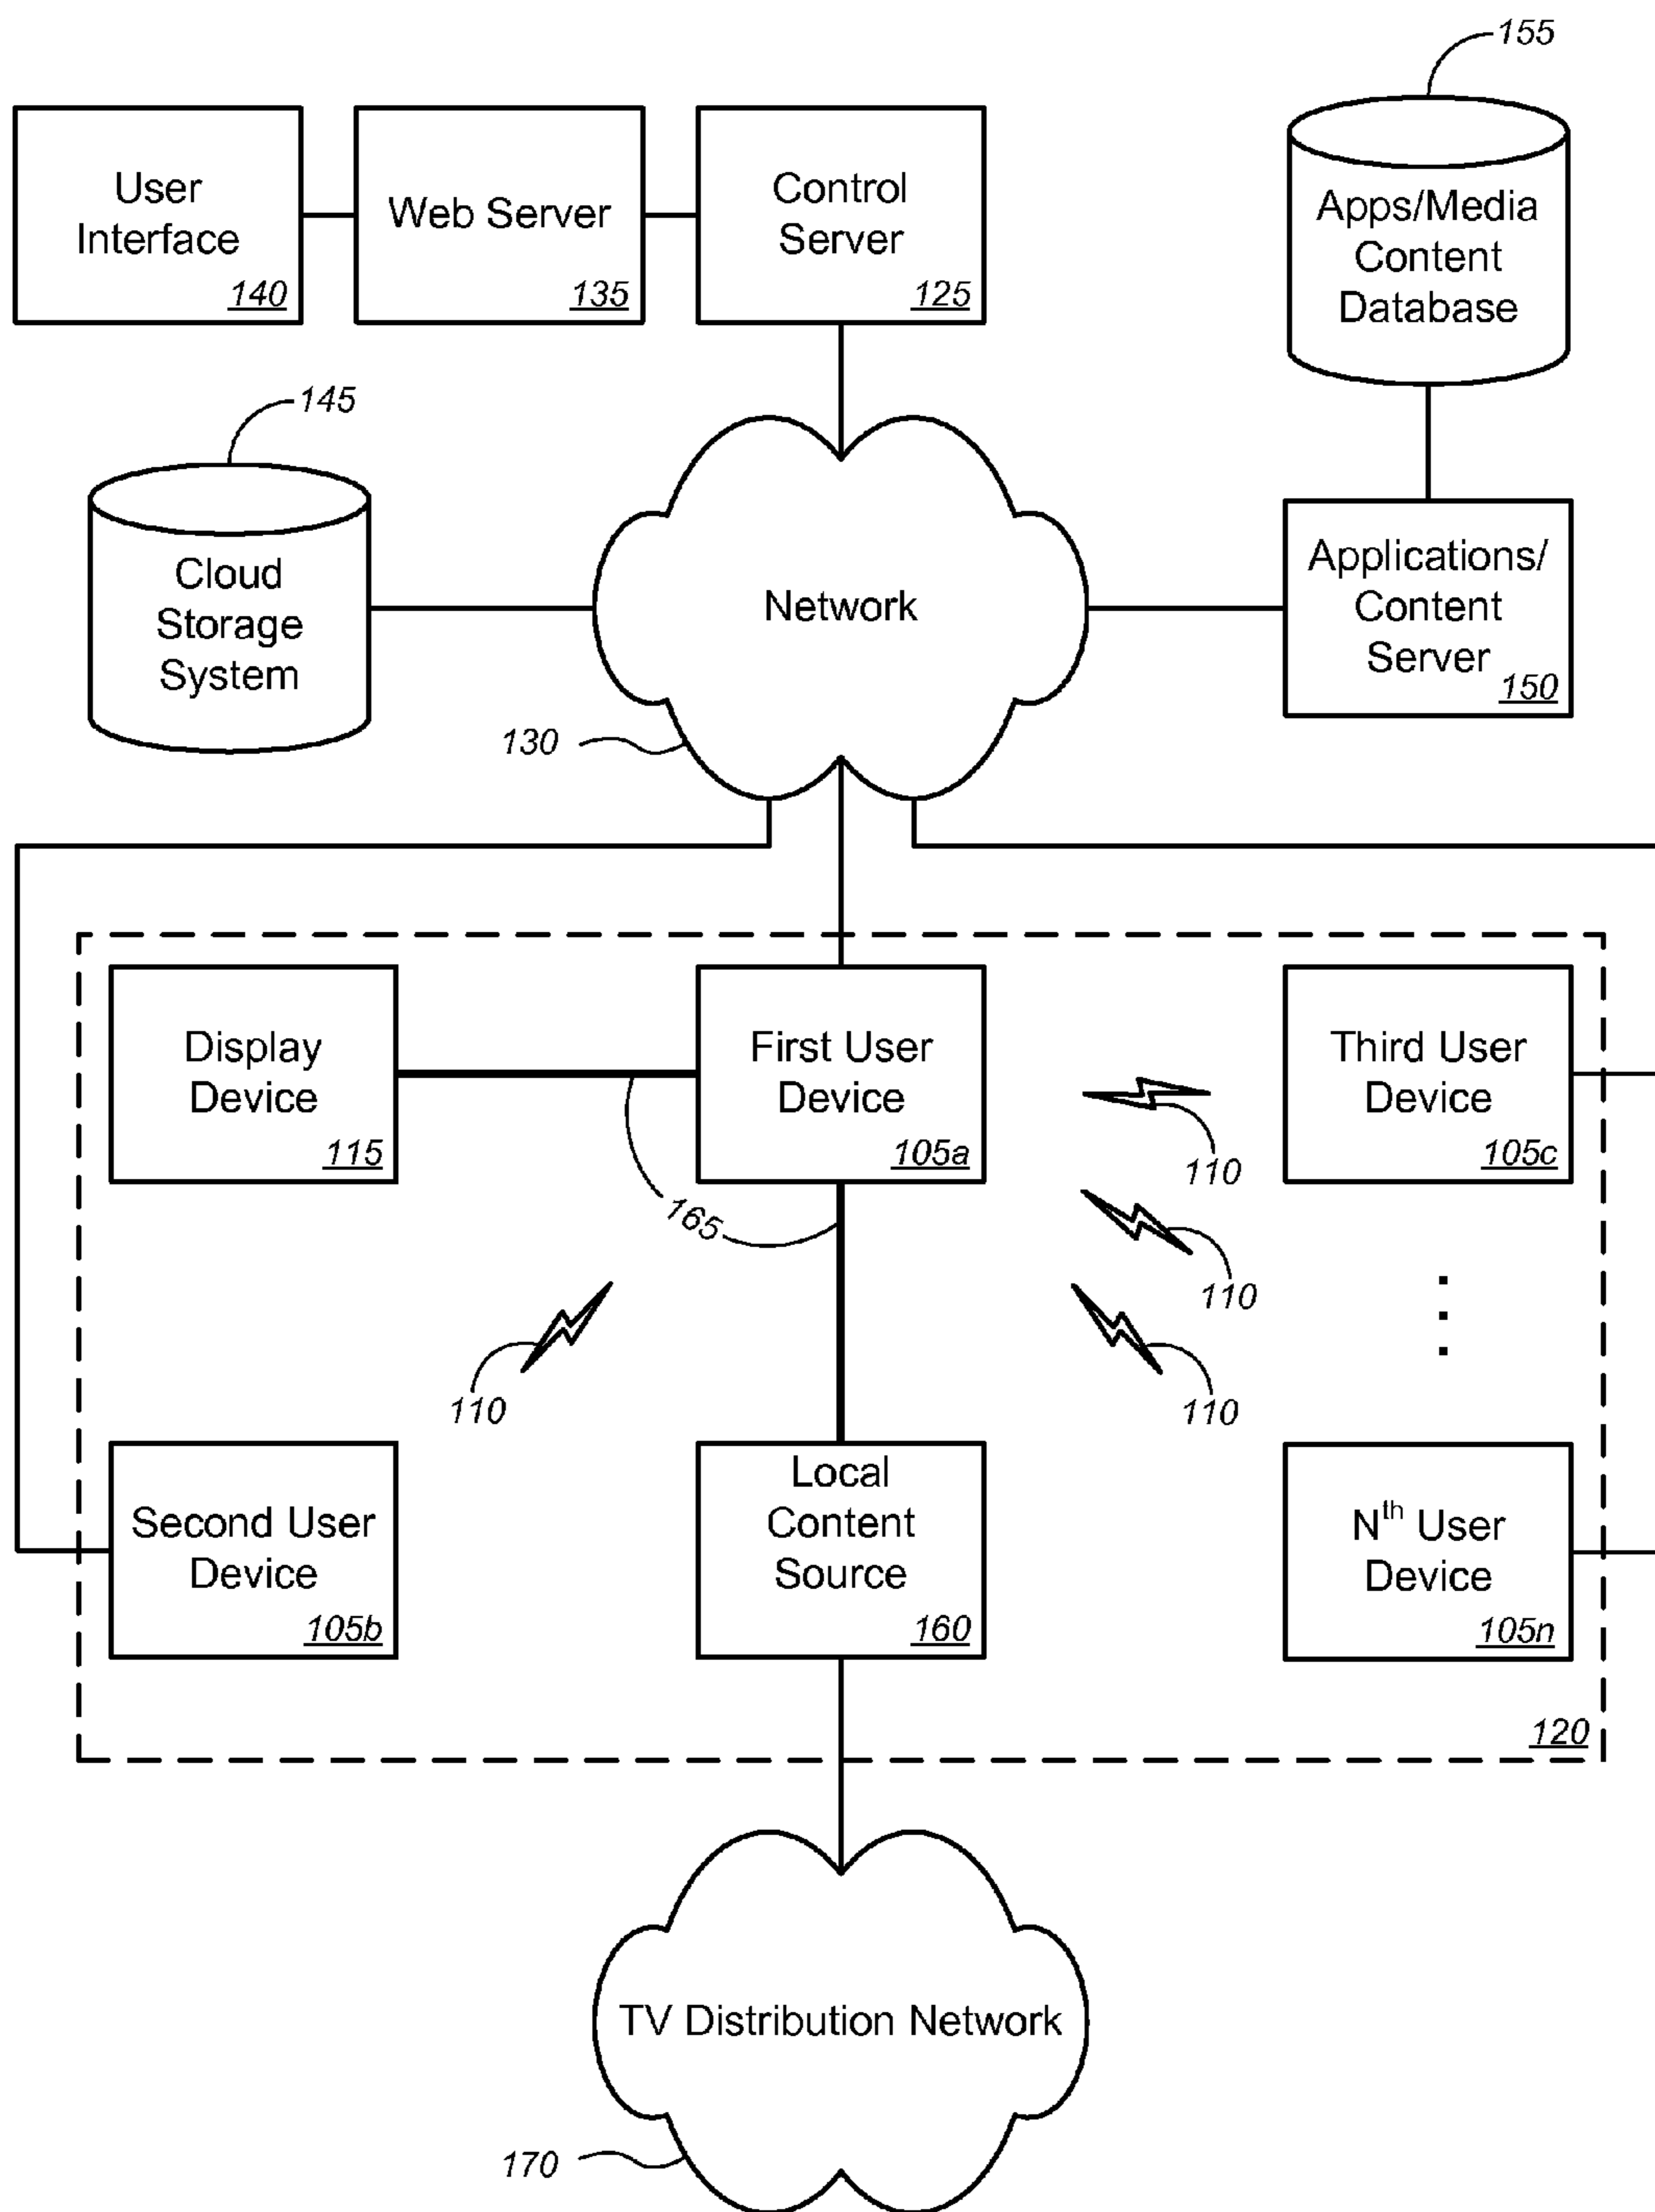 155
User
Interface
140
Web Server
135
Control
Server
125
Apps/Media
Content
Database
145
Cloud
Storage
System
Network
130
Applications/
Content
Server
150
Display
Device
115
First User
Device
105a
Third User
Device
105c
110
165
110
110
110
Second User
Device
105b
Local
Content
Source
160
Nth User
Device
105n
120
TV Distribution Network
170